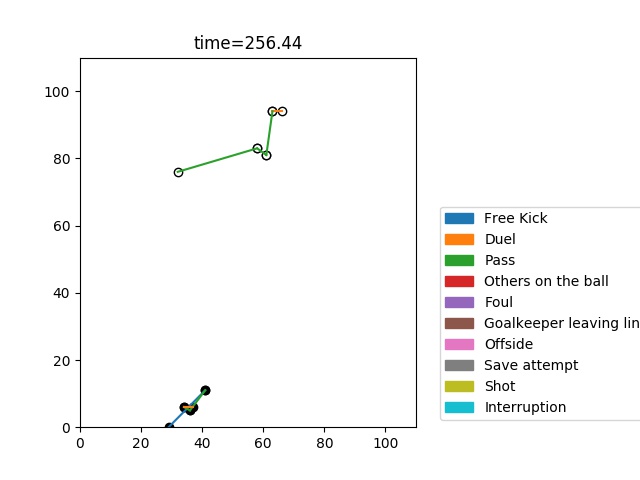 time=256.44
100
80
60
40
20
0
0 20 40 60 80 100
Free Kick
Duel
Pass
Others on the ball
Foul
Goalkeeper leaving lin
Offside
Save attempt
Shot
Interruption